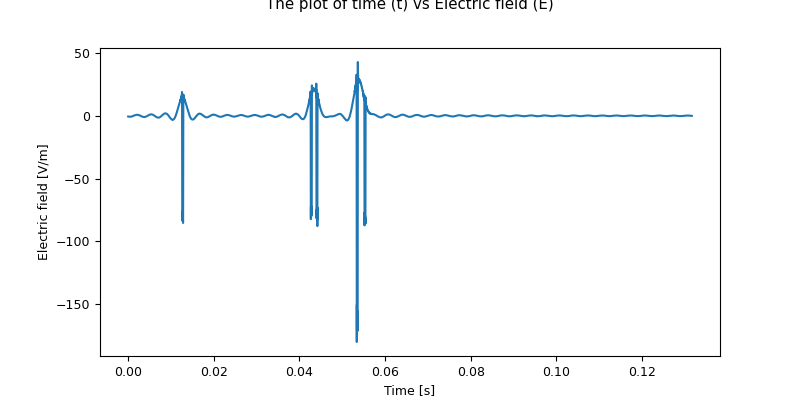 The plot of time (t) vs Electric field (E)
50
0
−50
−100
−150
Electric field [V/m]
0.00 0.02 0.04 0.06 0.08 0.10 0.12
Time [s]